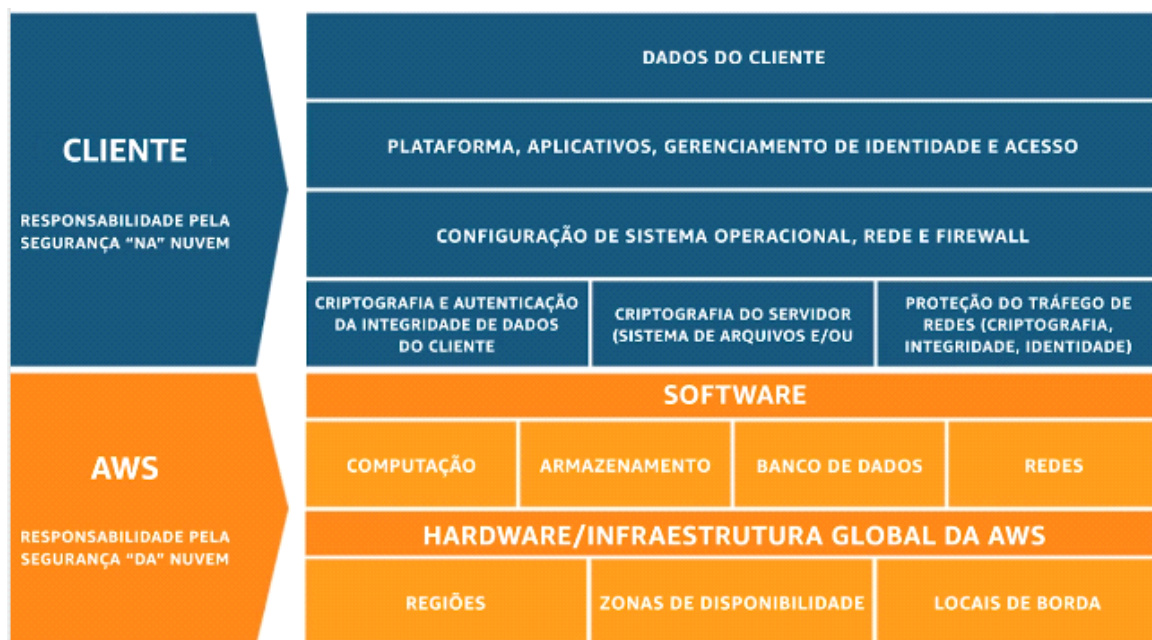 CLIENTE
RESPONSABILIDADE PELA
SEGURANÇA “NA” NUVEM
DADOS DO CLIENTE
PLATAFORMA, APLICATIVOS, GERENCIAMENTO DE IDENTIDADE E ACESSO
CONFIGURAÇÃO DE SISTEMA OPERACIONAL, REDE E FIREWALL
CRIPTOGRAFIA E AUTENTICAÇÃO
DA INTEGRIDADE DE DADOS
DO CLIENTE
CRIPTOGRAFIA DO SERVIDOR
(SISTEMA DE ARQUIVOS E/OU
PROTEÇÃO DO TRÁFEGO DE
REDES (CRIPTOGRAFIA,
INTEGRIDADE, IDENTIDADE)
AWS
RESPONSABILIDADE PELA
SEGURANÇA “DA” NUVEM
SOFTWARE
COMPUTAÇÃO
ARMAZENAMENTO
BANCO DE DADOS
REDES
HARDWARE/INFRAESTRUTURA GLOBAL DA AWS
REGIÕES
ZONAS DE DISPONIBILIDADE
LOCAIS DE BORDA